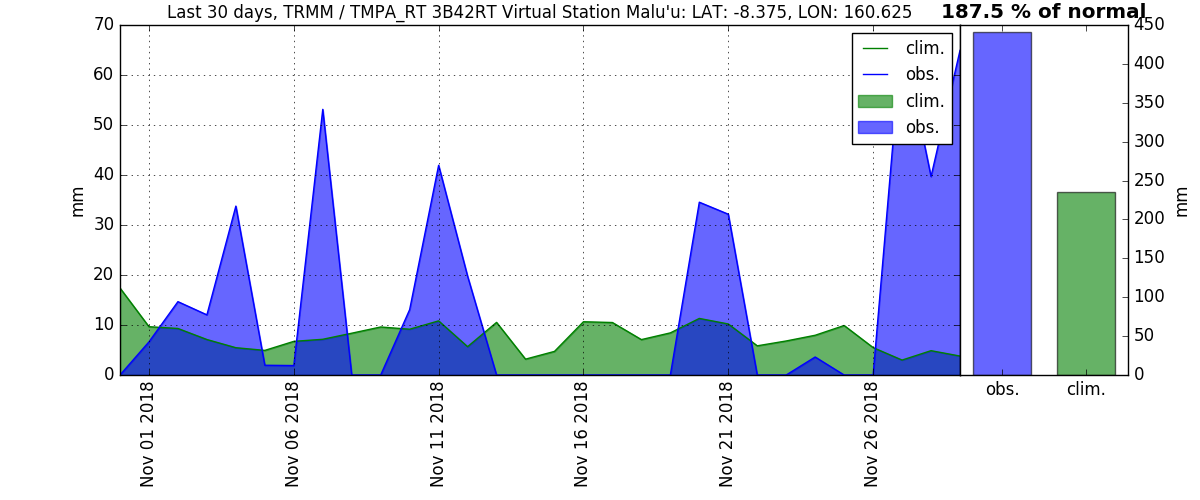 Last 30 days, TRMM / TMPA_RT 3B42RT Virtual Station Malu'u: LAT: -8.375, LON: 160.625
187.5 % of normal
70
60
50
40
30
20
10
0
mm
clim.
obs.
clim.
obs.
450
400
350
300
250
200
150
100
50
0
mm
obs.
clim.
Nov 01 2018
Nov 06 2018
Nov 11 2018
Nov 16 2018
Nov 21 2018
Nov 26 2018